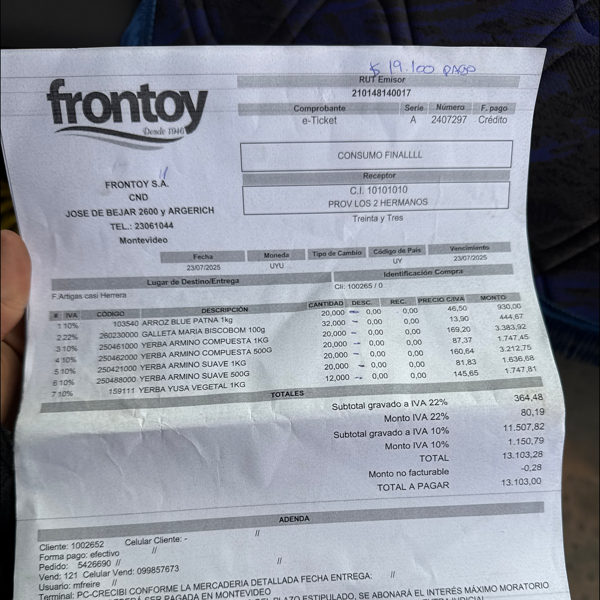 $ 19.100 PAGO
frontoy
Desde 1946
RUT Emisor
210148140017
Comprobante Serie Número F. pago
e-Ticket A 2407297 Crédito
CONSUMO FINALLLL
Receptor
C.I. 10101010
PROV LOS 2 HERMANOS
Treinta y Tres
FRONTOY S.A.
CND
JOSE DE BEJAR 2600 y ARGERICH
TEL.: 23061044
Montevideo
Fecha Moneda Tipo de Cambio Código de País Vencimiento
23/07/2025 UYU UY 23/07/2025
Lugar de Destino/Entrega Identificación Compra
F.Artigas casi Herrera Cli: 100265 / 0
# IVA CÓDIGO DESCRIPCIÓN CANTIDAD DESC. REC. PRECIO C/IVA MONTO
1 10% 103540 ARROZ BLUE PATNA 1kg 20,000 0,00 0,00 46,50 930,00
2 22% 260230000 GALLETA MARIA BISCOBOM 100g 32,000 0,00 0,00 13,90 444,67
3 10% 250461000 YERBA ARMINO COMPUESTA 1KG 20,000 0,00 0,00 169,20 3.383,92
4 10% 250462000 YERBA ARMINO COMPUESTA 500G 20,000 0,00 0,00 87,37 1.747,45
5 10% 250421000 YERBA ARMINO SUAVE 1KG 20,000 0,00 0,00 160,64 3.212,75
6 10% 250488000 YERBA ARMINO SUAVE 500G 20,000 0,00 0,00 81,83 1.636,68
7 10% 159111 YERBA YUSA VEGETAL 1KG 12,000 0,00 0,00 145,65 1.747,81
TOTALES
Subtotal gravado a IVA 22% 364,48
Monto IVA 22% 80,19
Subtotal gravado a IVA 10% 11.507,82
Monto IVA 10% 1.150,79
TOTAL 13.103,28
Monto no facturable -0,28
TOTAL A PAGAR 13.103,00
ADENDA
Cliente: 1002652 Celular Cliente: - //
Forma pago: efectivo //
Pedido: 5426690 // //
Vend: 121 Celular Vend: 099857673
Usuario: mfreire //
Terminal: PC-CRECIBI CONFORME LA MERCADERIA DETALLADA FECHA ENTREGA: //
SER PAGADA EN MONTEVIDEO
DEL PLAZO ESTIPULADO, SE ABONARÁ EL INTERÉS MÁXIMO MORATORIO